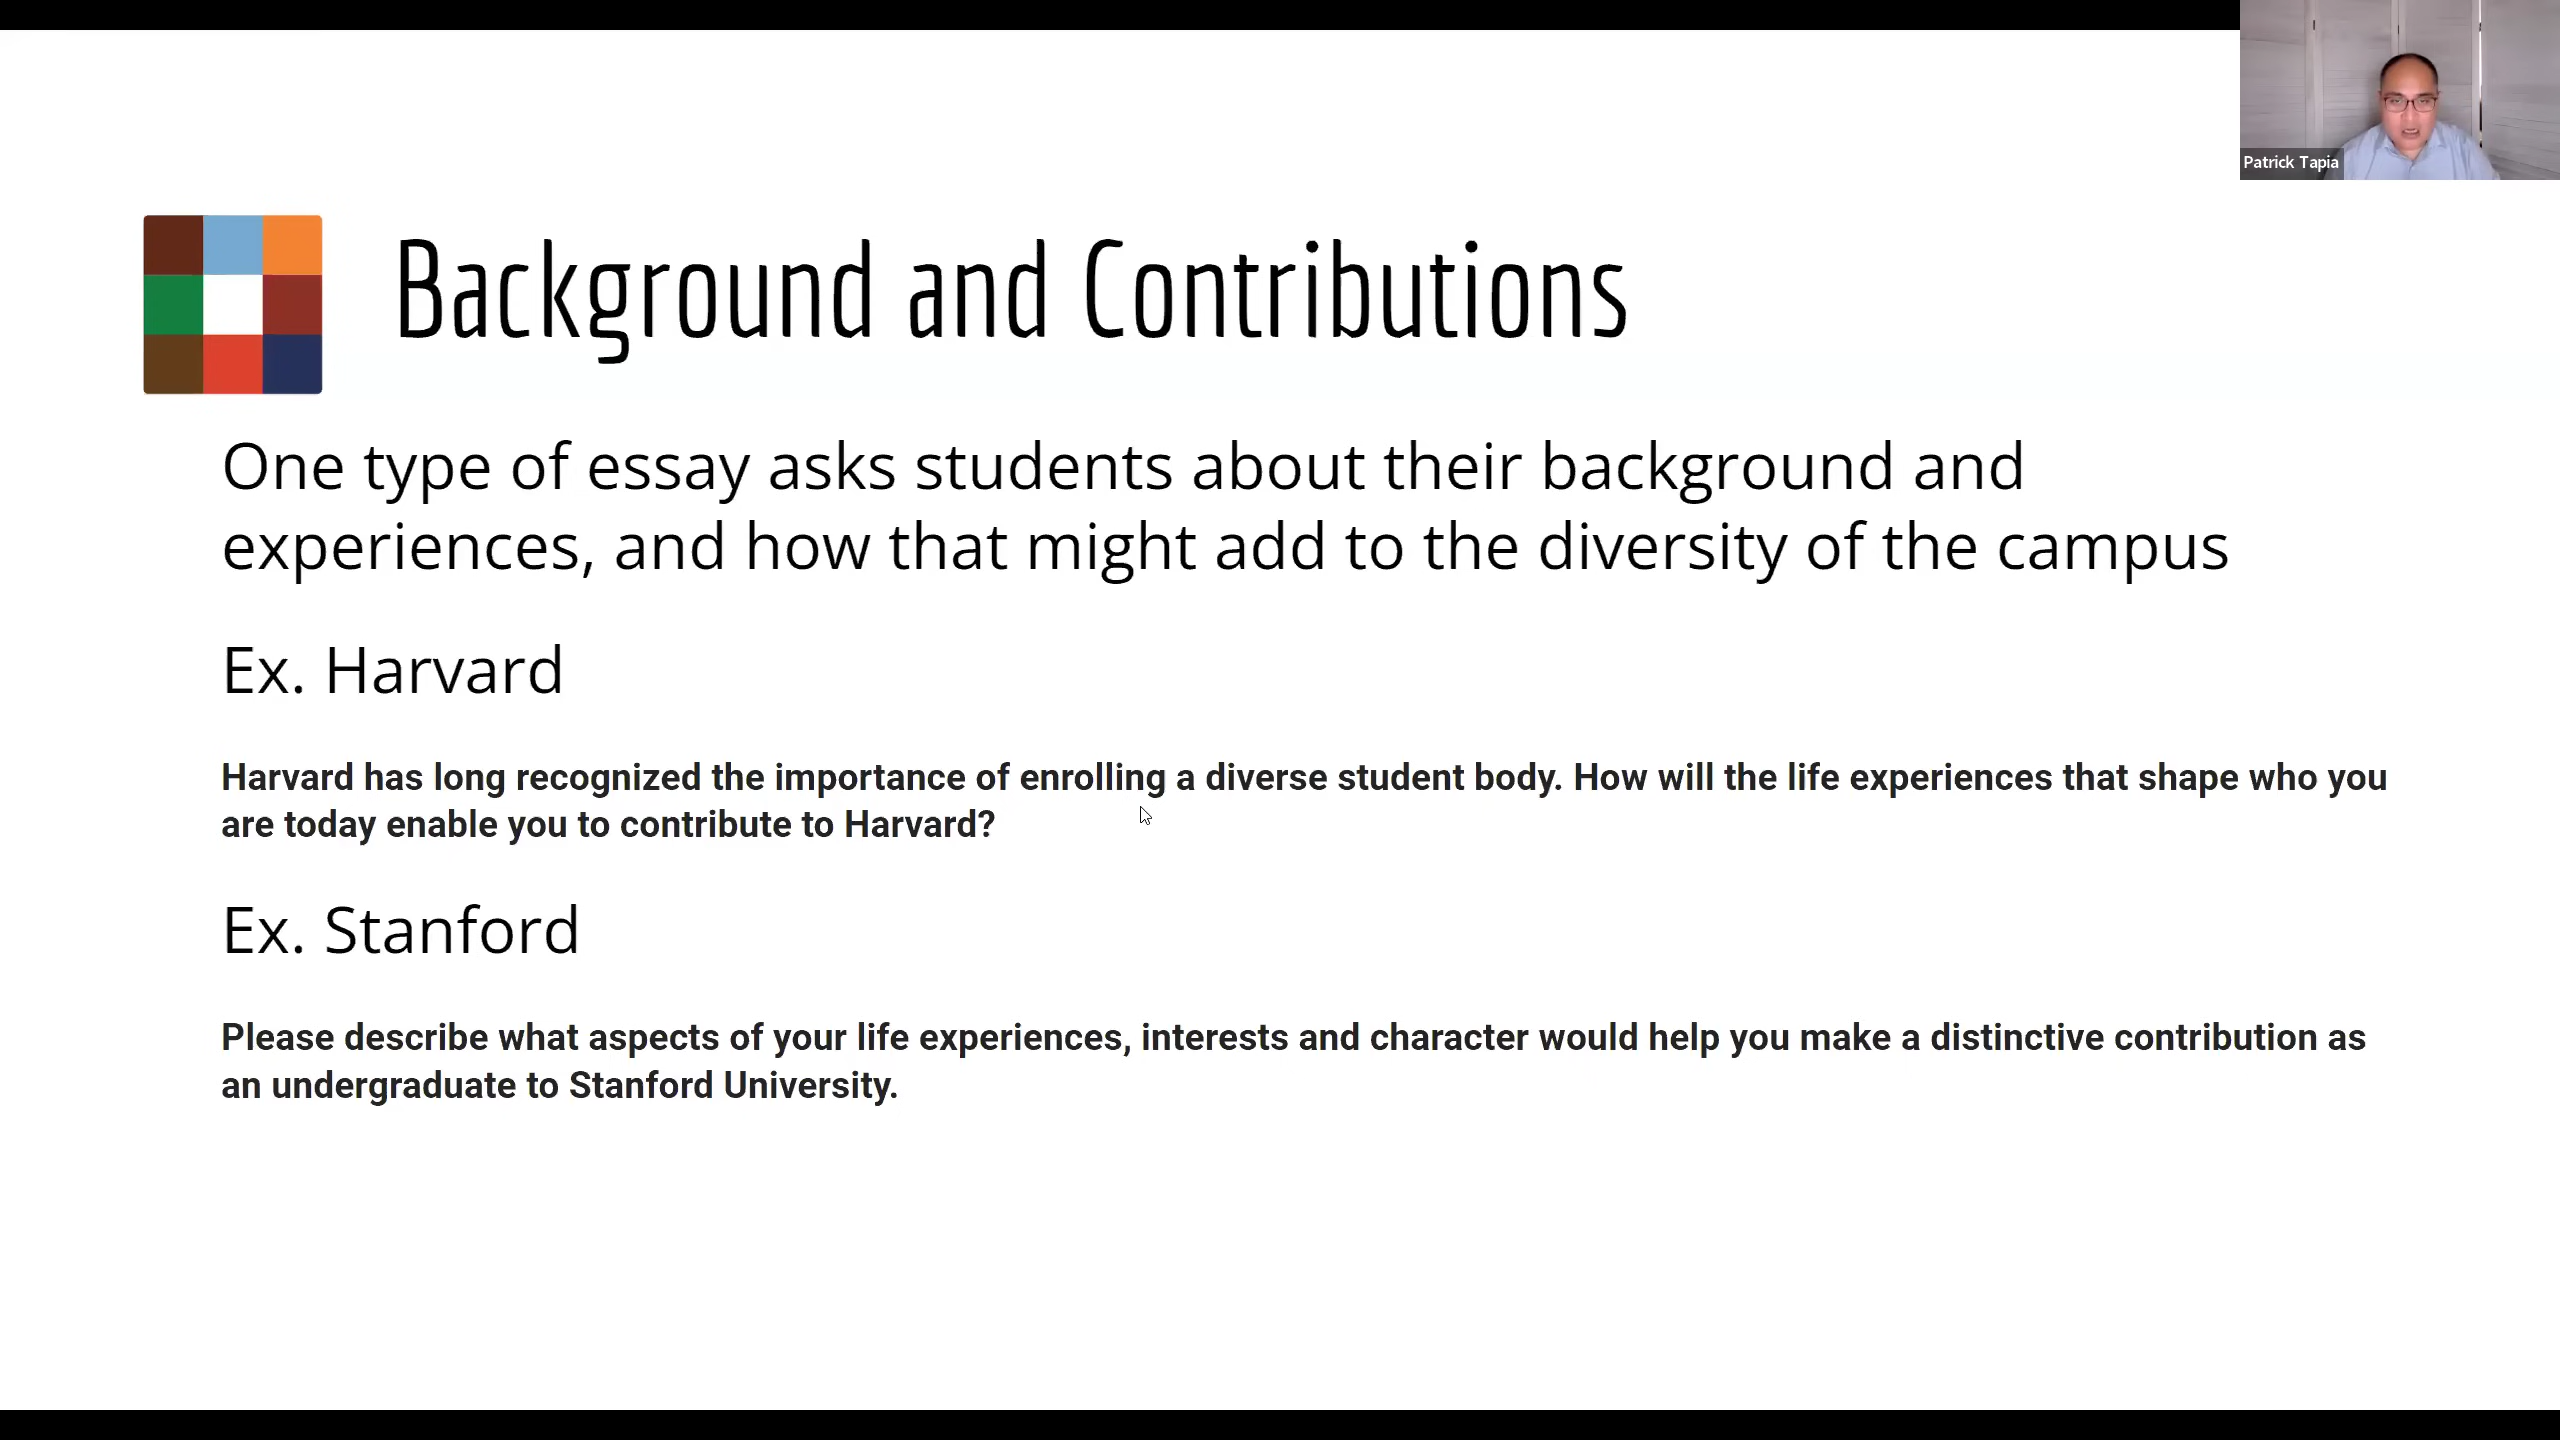 Patrick Tapia
Background and Contributions
One type of essay asks students about their background and
experiences, and how that might add to the diversity of the campus
Ex. Harvard
Harvard has long recognized the importance of enrolling a diverse student body. How will the life experiences that shape who you
are today enable you to contribute to Harvard?
Ex. Stanford
Please describe what aspects of your life experiences, interests and character would help you make a distinctive contribution as
an undergraduate to Stanford University.